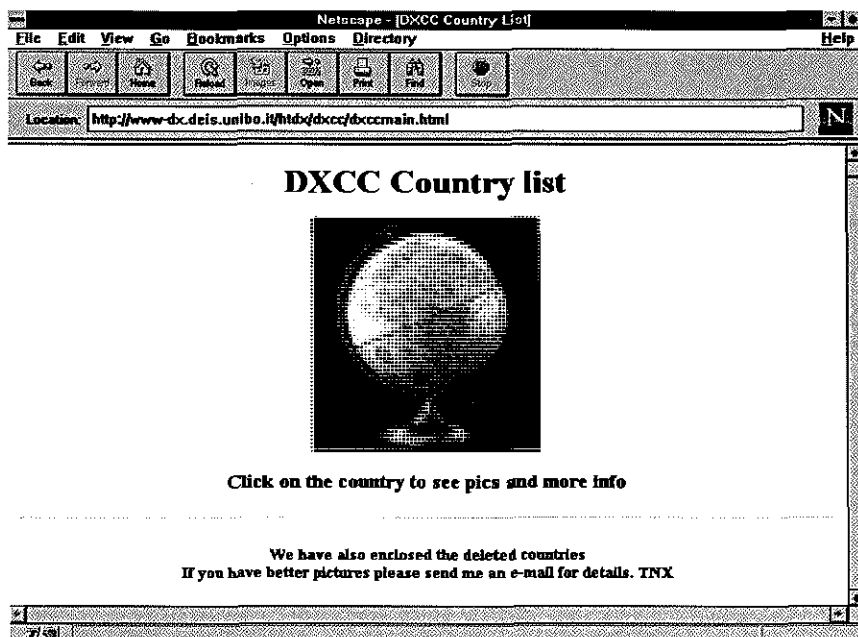 Netscape - [DXCC Country List]
File Edit View Go Bookmarks Options Directory Help
Back Forward Home Reload Images Open Print Find Stop
Location: http://www-dx.deis.unibo.it/htdx/dxcc/dxccmain.html
N
DXCC Country list
Click on the country to see pics and more info
We have also enclosed the deleted countries
If you have better pictures please send me an e-mail for details. TNX